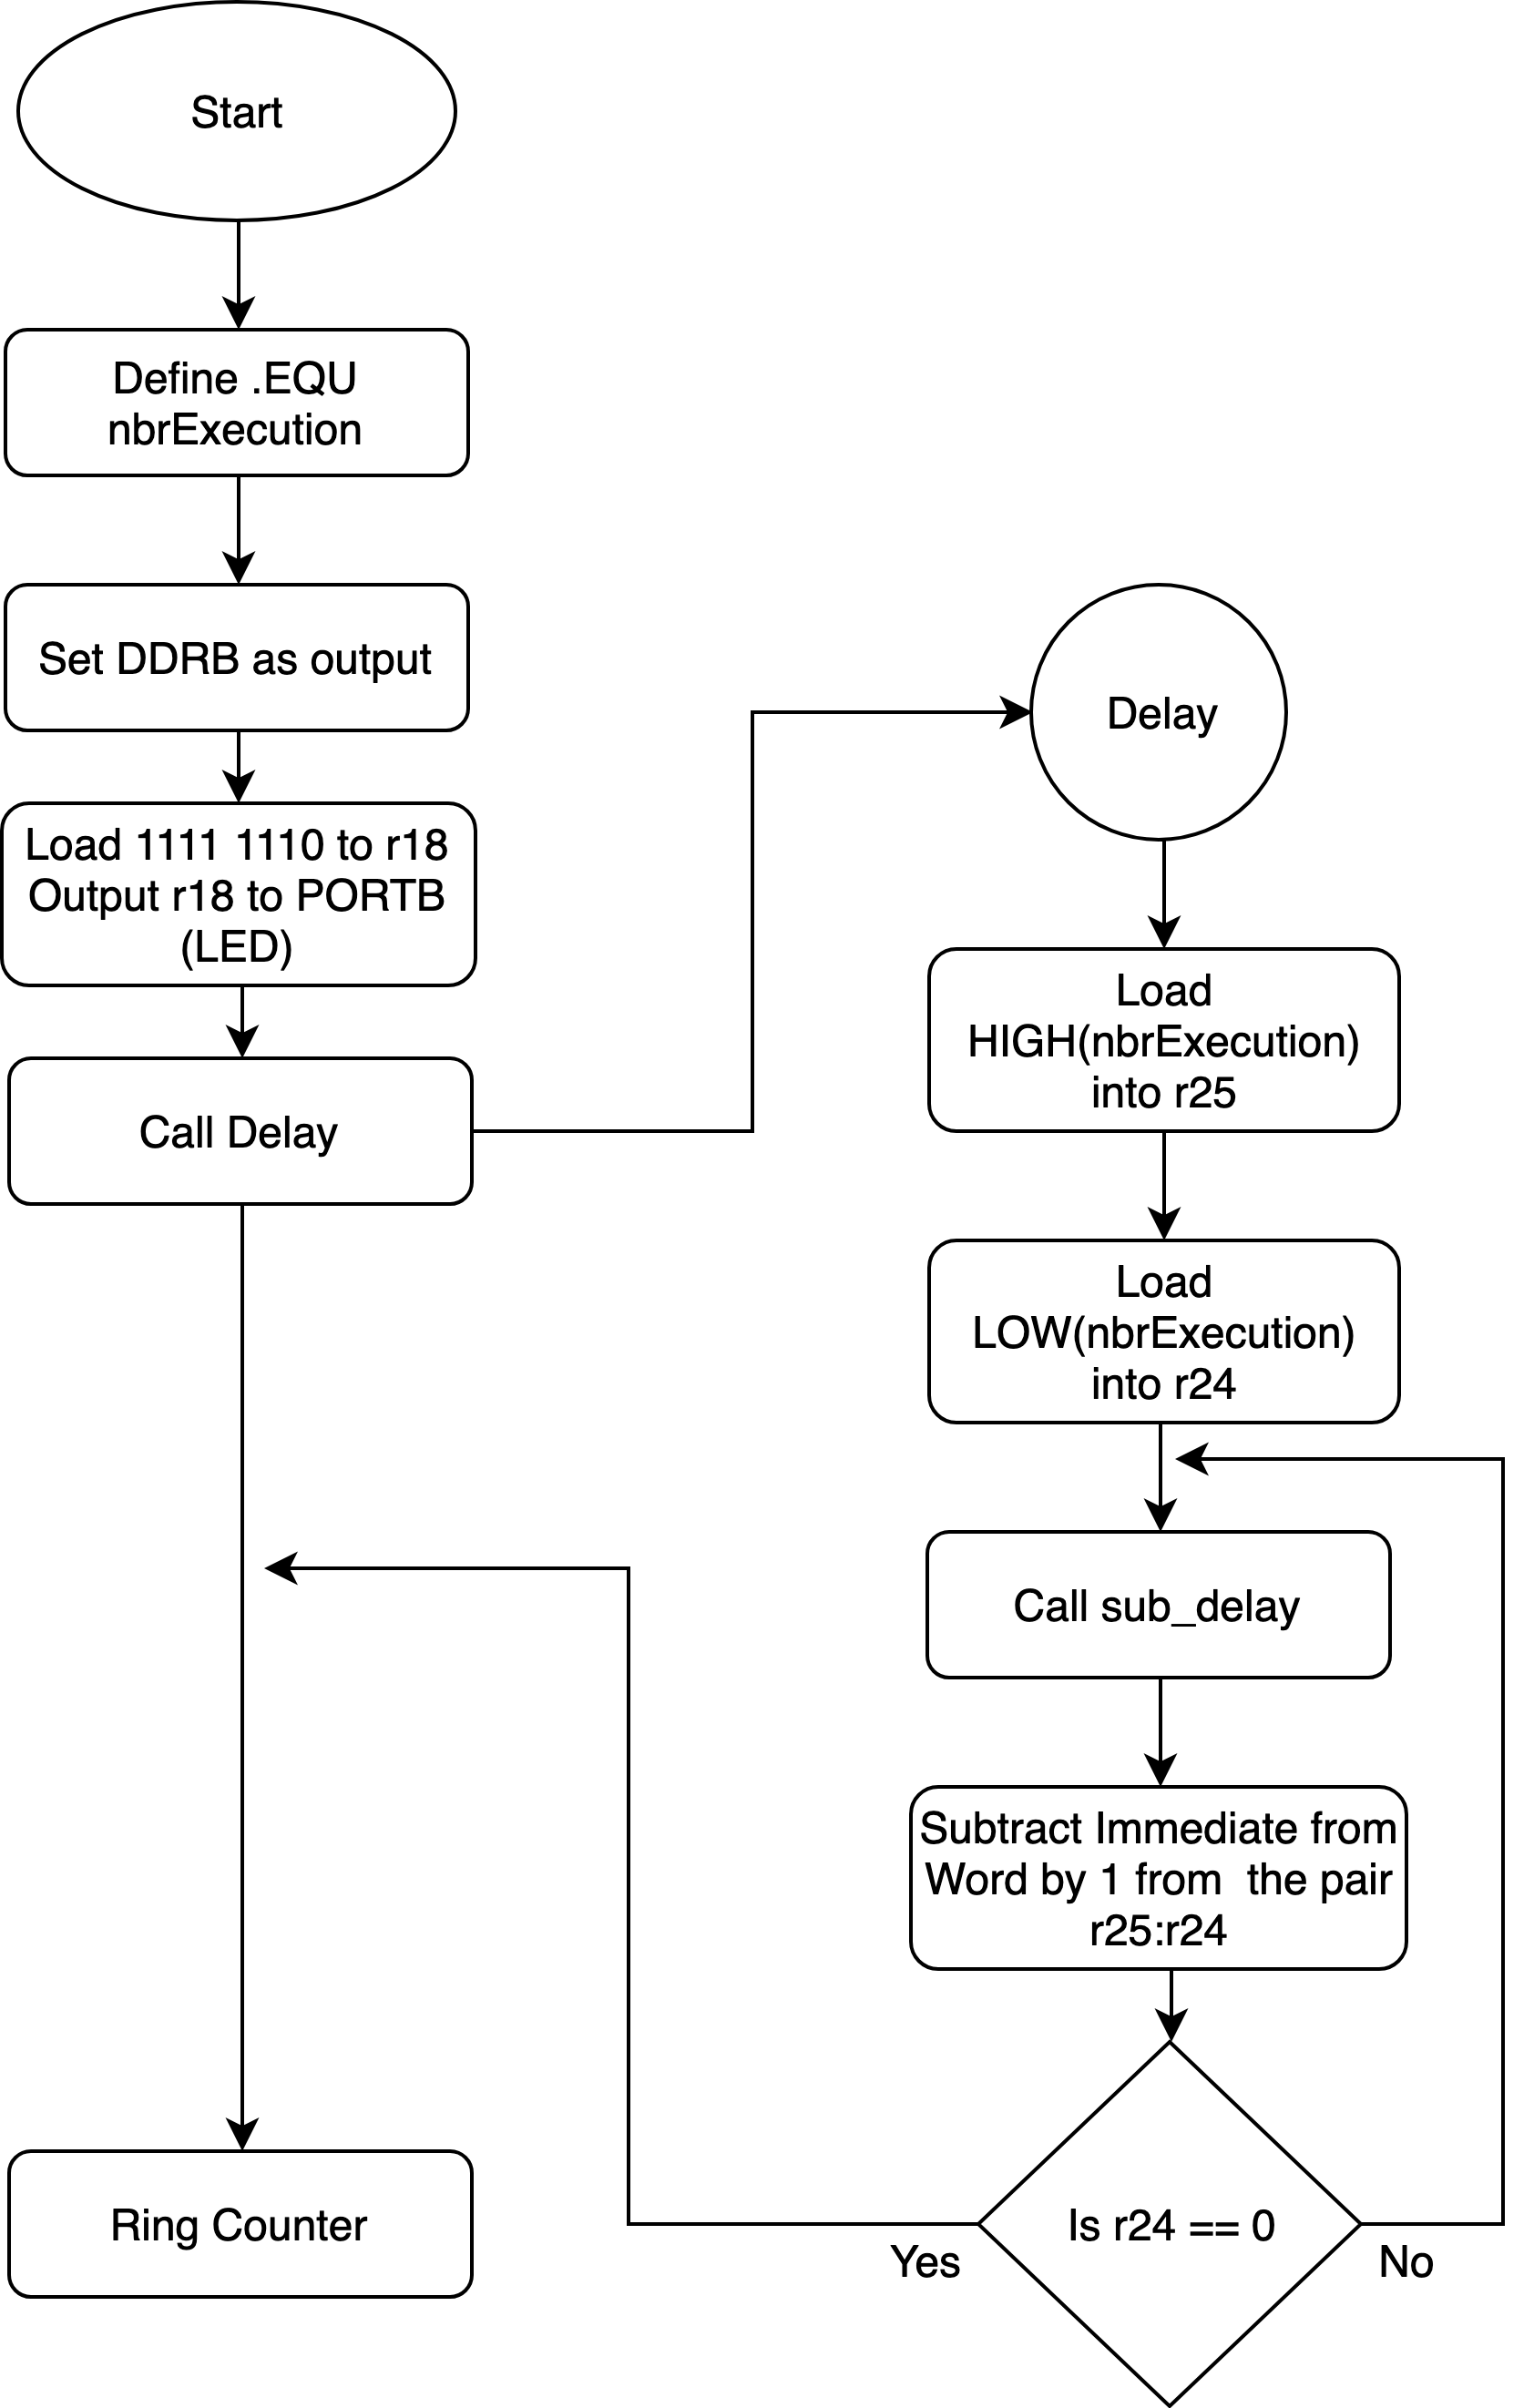 Start
Define .EQU
nbrExecution
Set DDRB as output
Load 1111 1110 to r18
Output r18 to PORTB
(LED)
Call Delay
Ring Counter
Delay
Load
HIGH(nbrExecution)
into r25
Load
LOW(nbrExecution)
into r24
Call sub_delay
Subtract Immediate from
Word by 1 from  the pair
r25:r24
Is r24 == 0
Yes
No